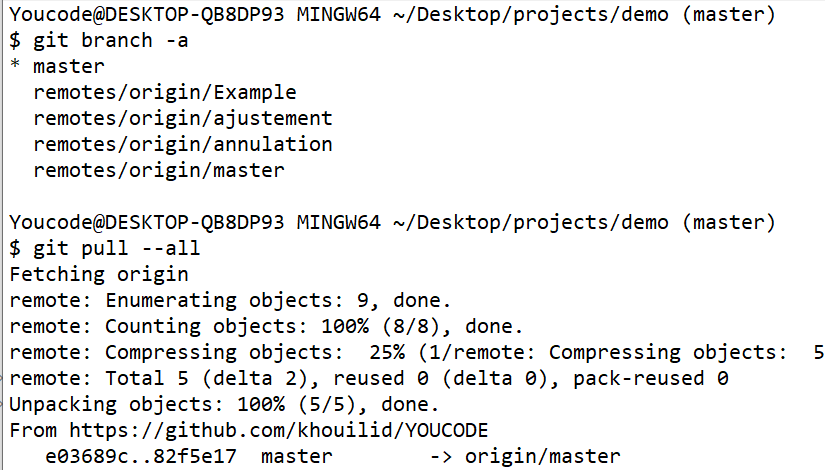 Youcode@DESKTOP-QB8DP93 MINGW64 ~/Desktop/projects/demo (master)
$ git branch -a
* master
  remotes/origin/Example
  remotes/origin/ajustement
  remotes/origin/annulation
  remotes/origin/master

Youcode@DESKTOP-QB8DP93 MINGW64 ~/Desktop/projects/demo (master)
$ git pull --all
Fetching origin
remote: Enumerating objects: 9, done.
remote: Counting objects: 100% (8/8), done.
remote: Compressing objects:  25% (1/remote: Compressing objects:  5
remote: Total 5 (delta 2), reused 0 (delta 0), pack-reused 0
Unpacking objects: 100% (5/5), done.
From https://github.com/khouilid/YOUCODE
   e03689c..82f5e17  master        -> origin/master